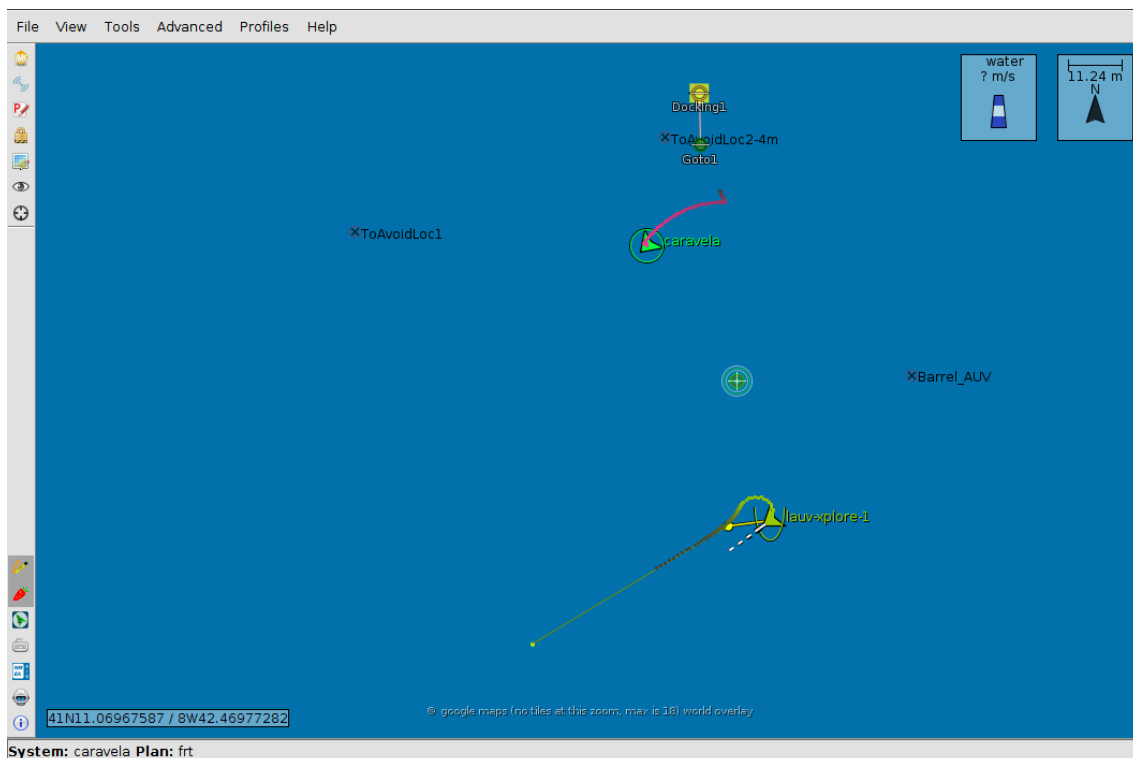 File View Tools Advanced Profiles Help
water
? m/s
11.24 m
N
Docking1
ToAvoidLoc2-4m
Goto1
ToAvoidLoc1
caravela
Barrel_AUV
lauv-xplore-1
© google maps (no tiles at this zoom, max is 18) world overlay
41N11.06967587 / 8W42.46977282
System: caravela Plan: frt